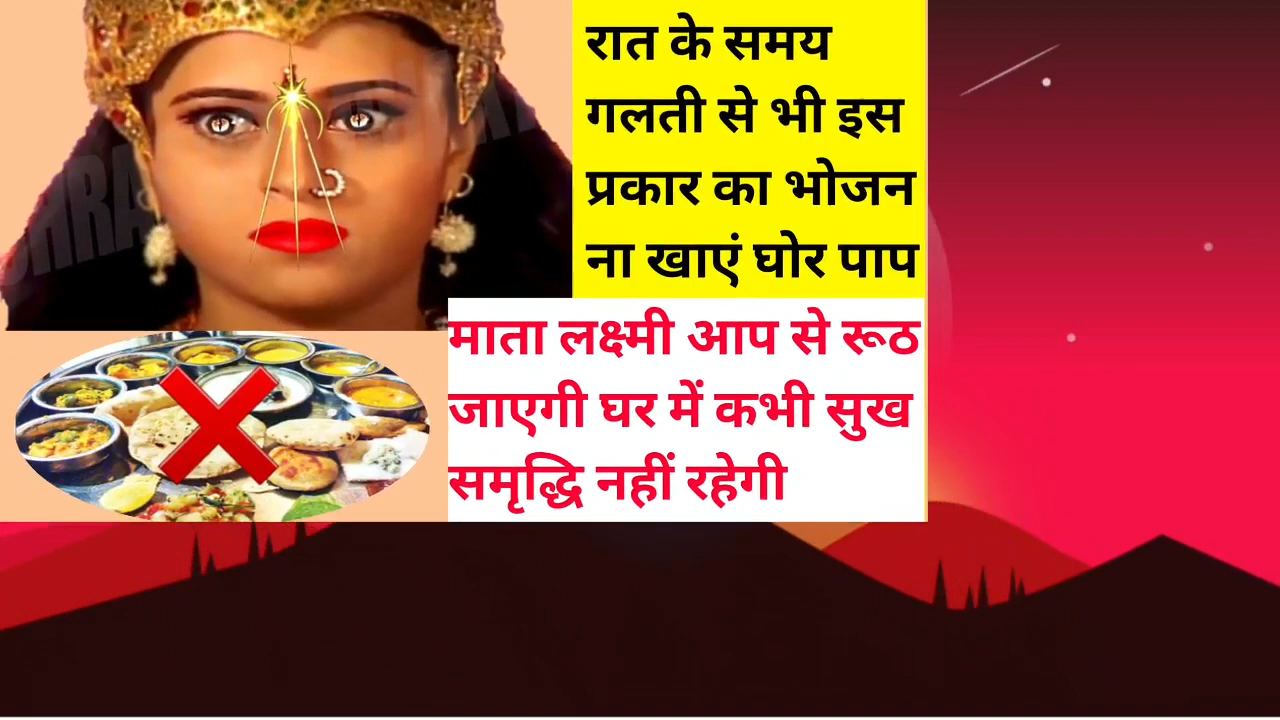 रात के समय
गलती से भी इस
प्रकार का भोजन
ना खाएं घोर पाप
माता लक्ष्मी आप से रूठ
जाएगी घर में कभी सुख
समृद्धि नहीं रहेगी